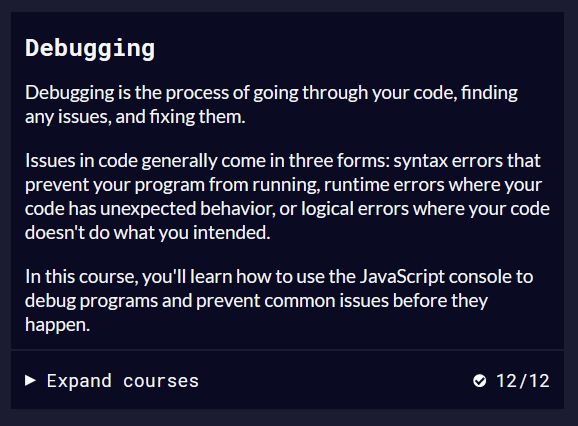 Debugging
Debugging is the process of going through your code, finding
any issues, and fixing them.
Issues in code generally come in three forms: syntax errors that
prevent your program from running, runtime errors where your
code has unexpected behavior, or logical errors where your code
doesn't do what you intended.
In this course, you'll learn how to use the JavaScript console to
debug programs and prevent common issues before they
happen.
Expand courses 12/12